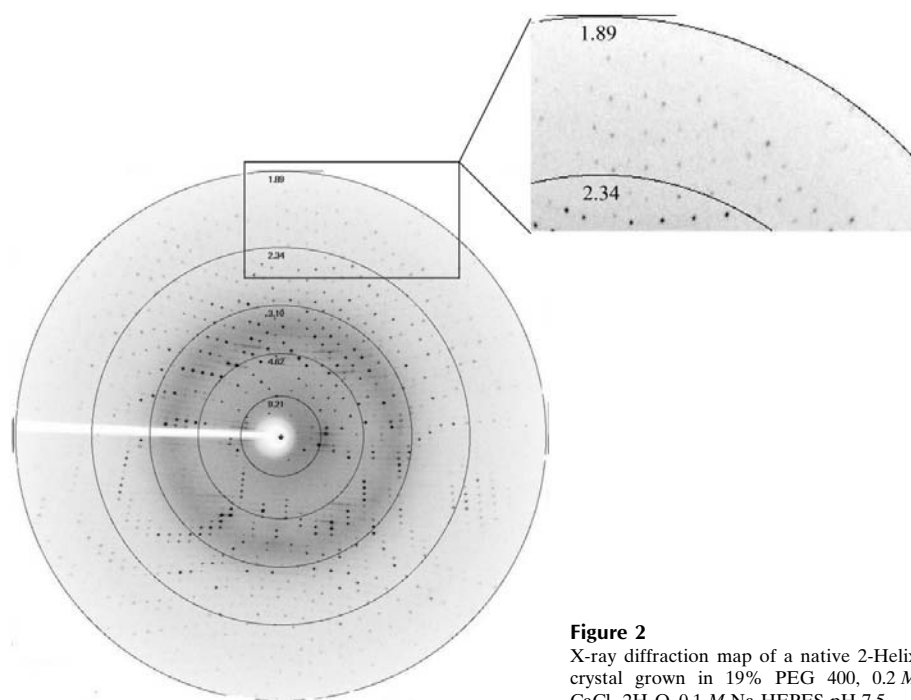 1.89
2.34
1.89
2.34
3.10
4.62
9.21
Figure 2
X-ray diffraction map of a native 2-Helix
crystal grown in 19% PEG 400, 0.2 M